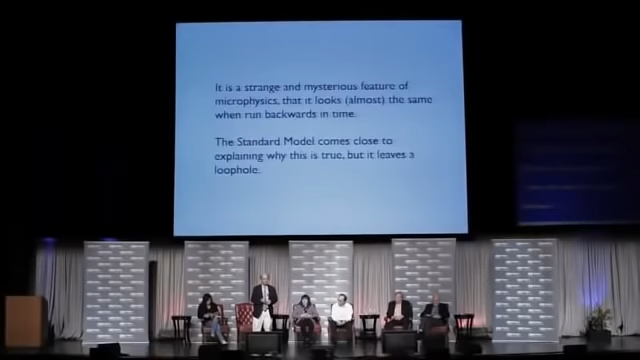 It is a strange and mysterious feature of
microphysics, that it looks (almost) the same
when run backwards in time.
The Standard Model comes close to
explaining why this is true, but it leaves a
loophole.